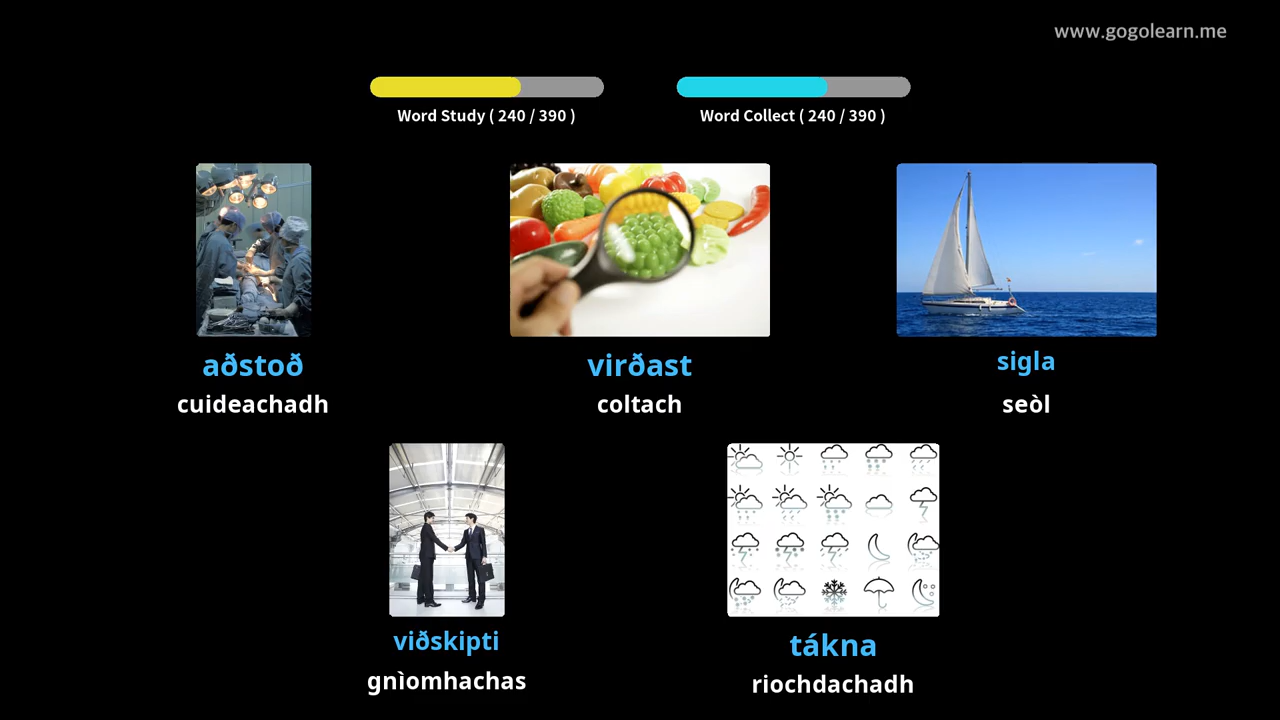 www.gogolearn.me
Word Study ( 240 / 390 )
Word Collect ( 240 / 390 )
aðstoð
cuideachadh
virðast
coltach
sigla
seòl
viðskipti
gnìomhachas
tákna
riochdachadh